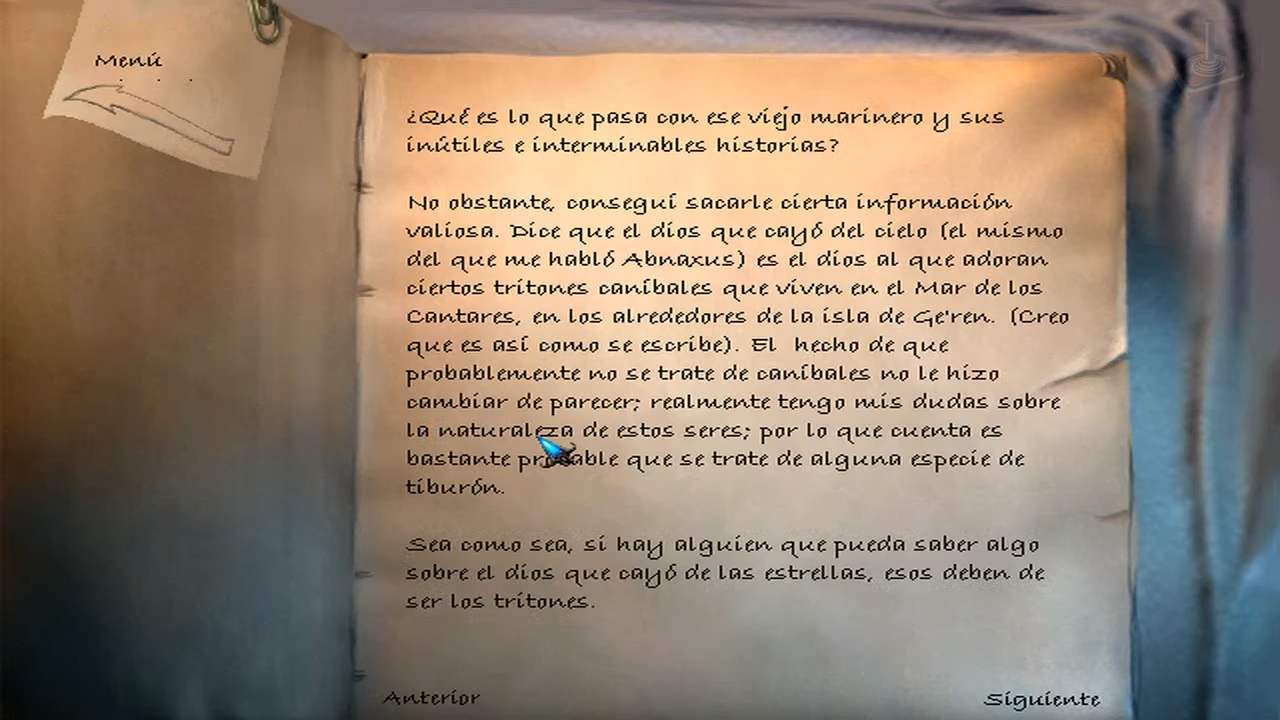 Menú
¿Qué es lo que pasa con ese viejo marinero y sus
inútiles e interminables historias?
No obstante, conseguí sacarle cierta información
valiosa. Dice que el dios que cayó del cielo (el mismo
del que me habló Abnaxus) es el dios al que adoran
ciertos tritones caníbales que viven en el Mar de los
Cantares, en los alrededores de la isla de Ge'ren. (Creo
que es así como se escribe). El hecho de que
probablemente no se trate de caníbales no le hizo
cambiar de parecer; realmente tengo mis dudas sobre
la naturaleza de estos seres; por lo que cuenta es
bastante probable que se trate de alguna especie de
tiburón.
Sea como sea, si hay alguien que pueda saber algo
sobre el dios que cayó de las estrellas, esos deben de
ser los tritones.
Anterior
Siguiente